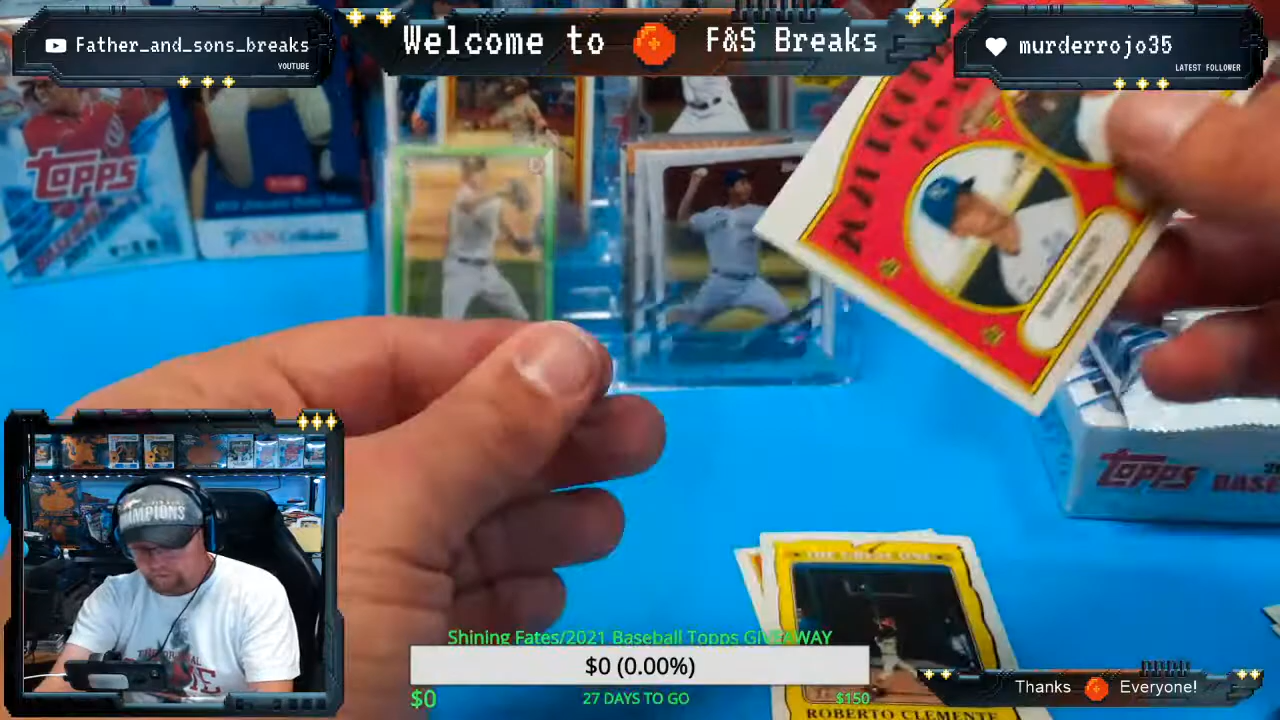 Father_and_sons_breaks
YOUTUBE
Welcome to F&S Breaks
murderrojo35
LATEST FOLLOWER
TOPPS
TOPPS
BASE
CHAMPIONS
THE GREAT ONE
ROBERTO CLEMENTE
Shining Fates/2021 Baseball Topps GIVEAWAY
$0 (0.00%)
$0
27 DAYS TO GO
$150
Thanks Everyone!